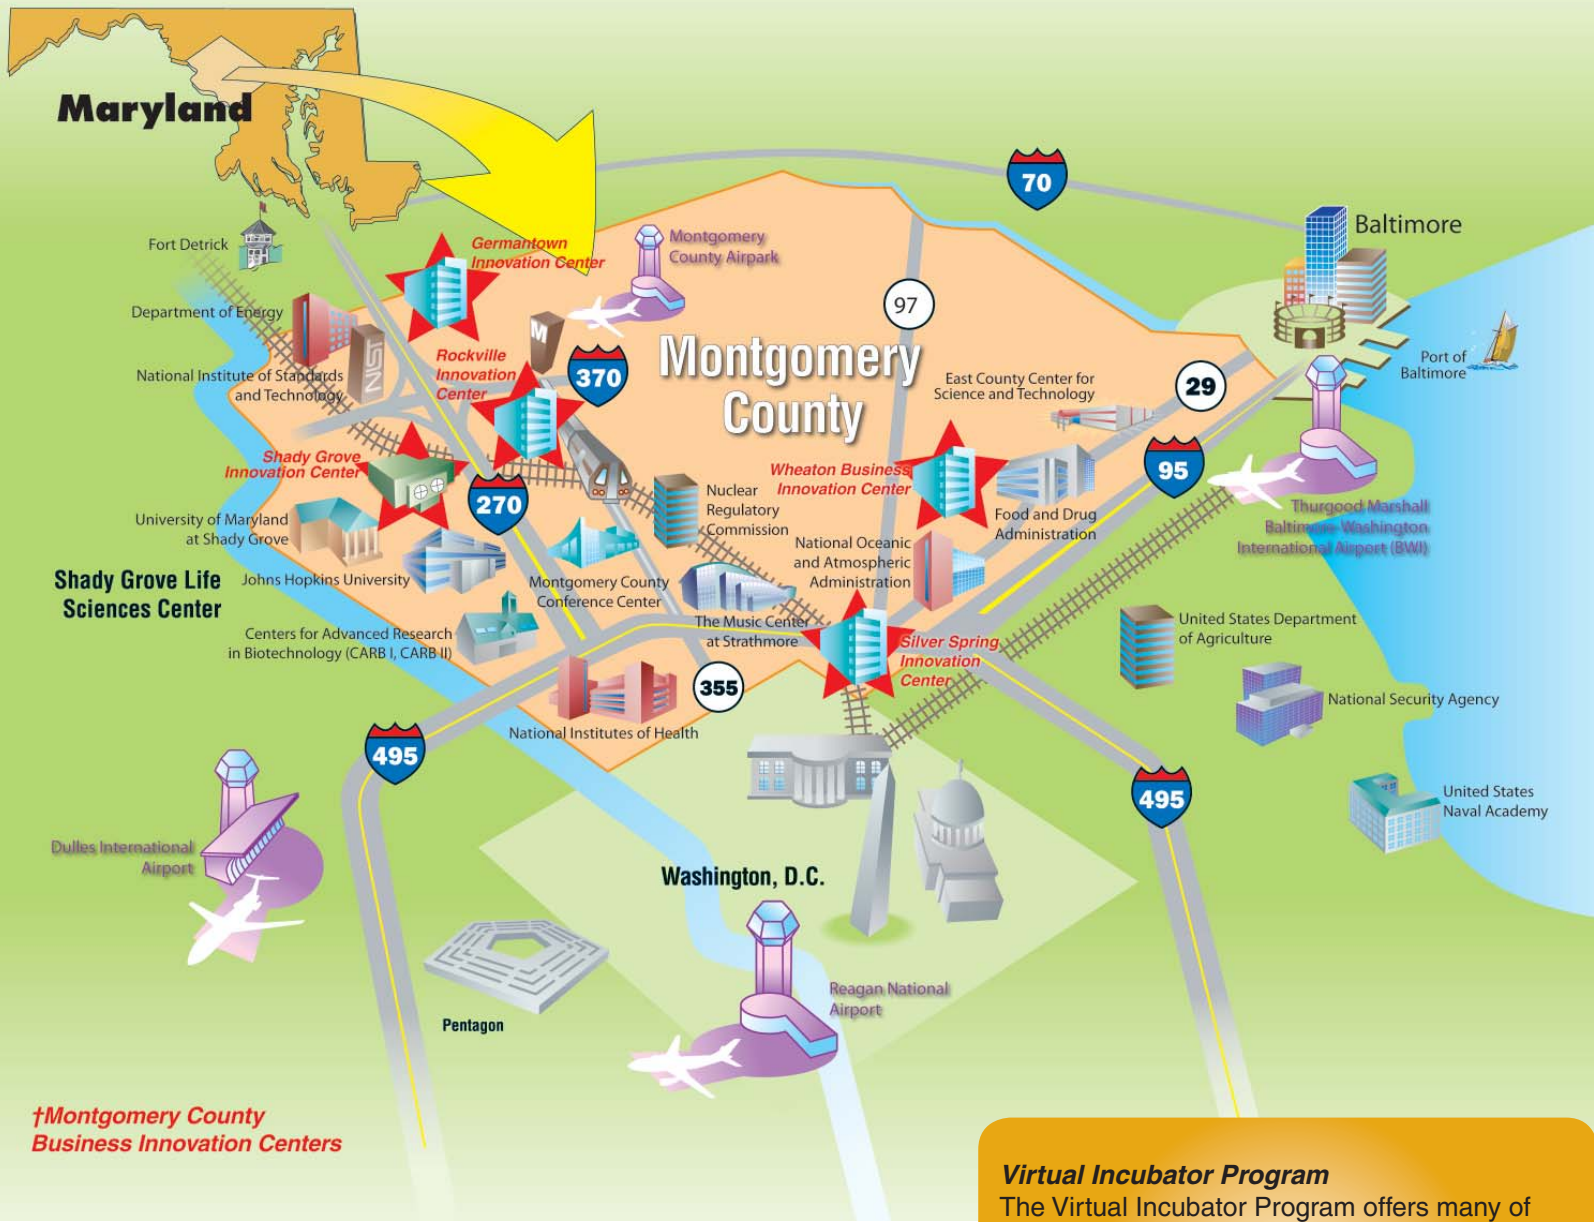 Maryland
70
Baltimore
Fort Detrick
Germantown
Innovation Center
Montgomery
County Airpark
97
Department of Energy
M
NIST
Rockville
Innovation
Center
370
Montgomery
County
National Institute of Standards
and Technology
East County Center for
Science and Technology
29
Port of
Baltimore
Shady Grove
Innovation Center
270
Wheaton Business
Innovation Center
95
Nuclear
Regulatory
Commission
Food and Drug
Administration
Thurgood Marshall
Baltimore-Washington
International Airport (BWI)
University of Maryland
at Shady Grove
National Oceanic
and Atmospheric
Administration
Shady Grove Life
Sciences Center
Johns Hopkins University
Montgomery County
Conference Center
The Music Center
at Strathmore
United States Department
of Agriculture
Centers for Advanced Research
in Biotechnology (CARB I, CARB II)
Silver Spring
Innovation
Center
355
National Security Agency
National Institutes of Health
495
495
United States
Naval Academy
Dulles International
Airport
Washington, D.C.
Reagan National
Airport
Pentagon
†Montgomery County
Business Innovation Centers
Virtual Incubator Program
The Virtual Incubator Program offers many of